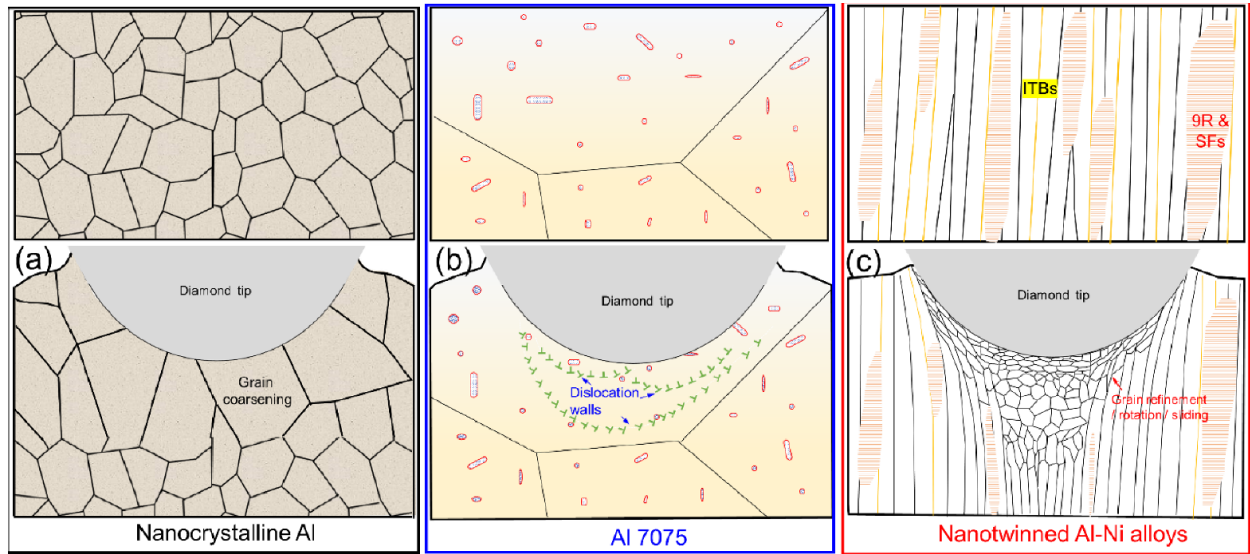 ITBs
9R &
SFs
(a)
Diamond tip
Grain
coarsening
Nanocrystalline Al
(b)
Diamond tip
Dislocation
walls
Al 7075
(c)
Diamond tip
Grain refinement
/ rotation / sliding
Nanotwinned Al-Ni alloys